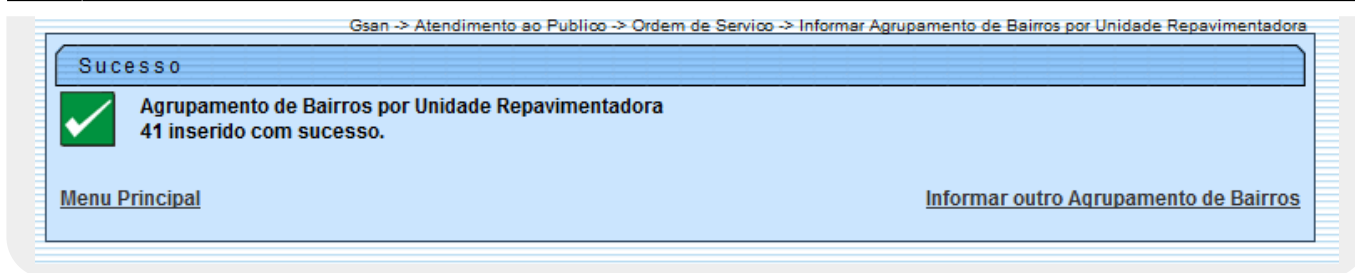 Gsan -> Atendimento ao Publico -> Ordem de Servico -> Informar Agrupamento de Bairros por Unidade Repavimentadora
Sucesso
Agrupamento de Bairros por Unidade Repavimentadora
41 inserido com sucesso.
Menu Principal
Informar outro Agrupamento de Bairros